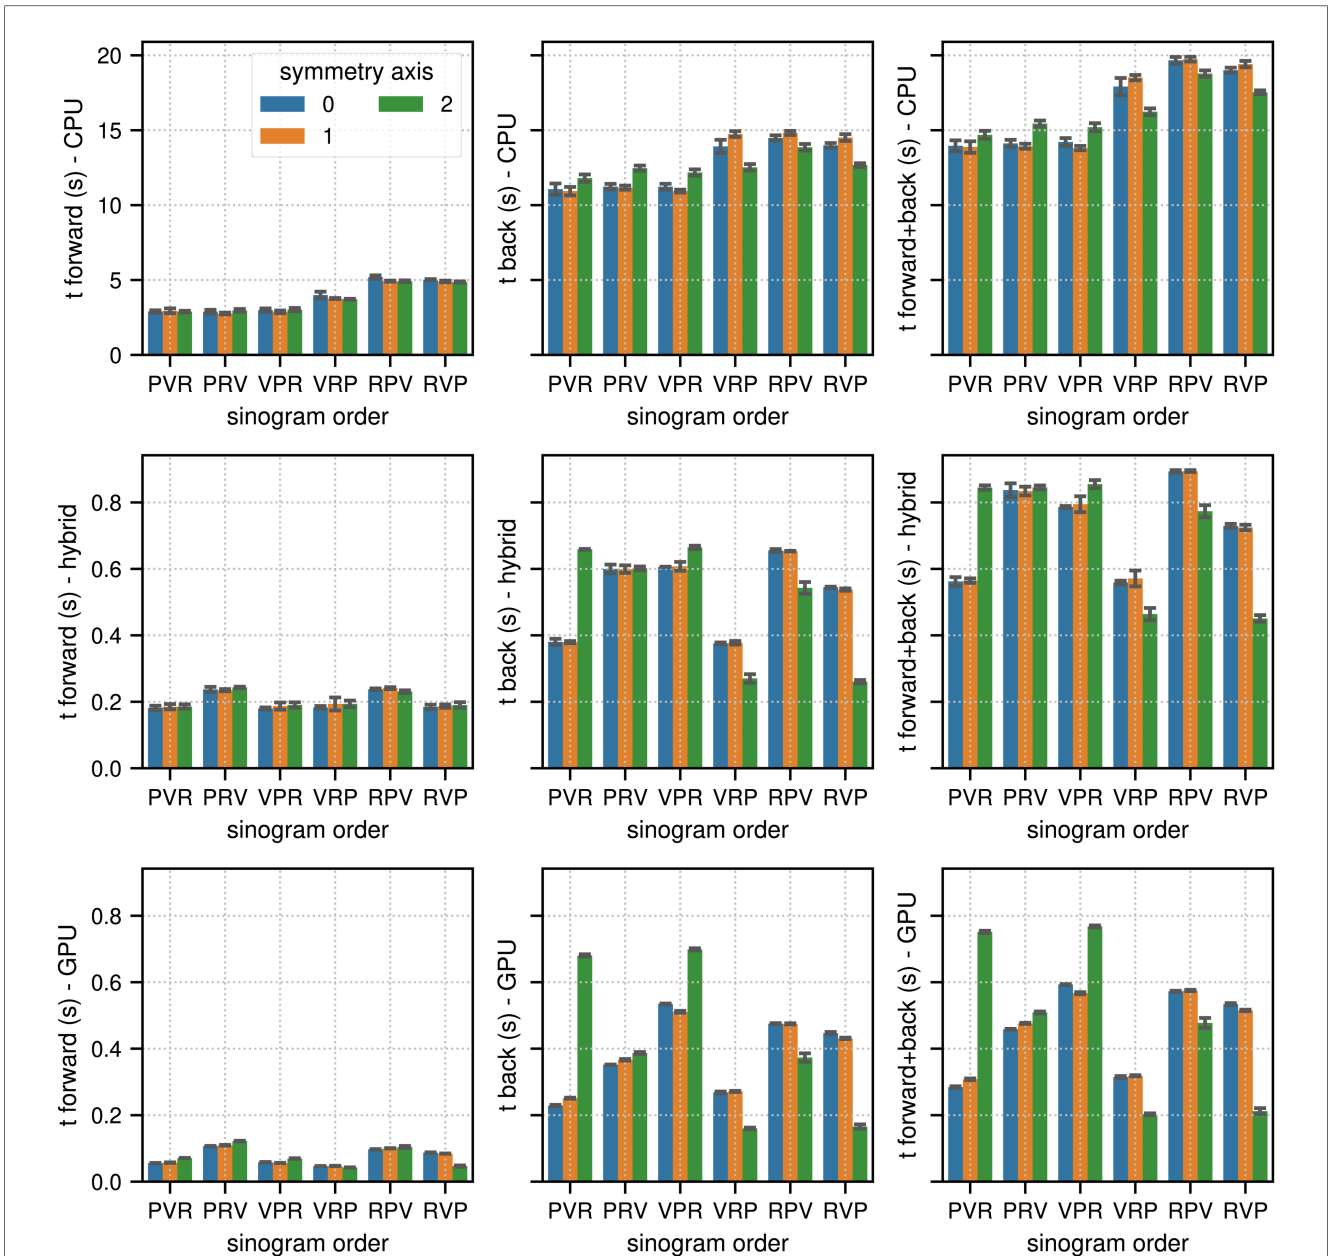 t forward (s) - CPU
20
15
10
5
0
symmetry axis
0 2
1
PVR PRV VPR VRP RPV RVP
sinogram order
t back (s) - CPU
PVR PRV VPR VRP RPV RVP
sinogram order
t forward+back (s) - CPU
PVR PRV VPR VRP RPV RVP
sinogram order
t forward (s) - hybrid
0.8
0.6
0.4
0.2
0.0
PVR PRV VPR VRP RPV RVP
sinogram order
t back (s) - hybrid
PVR PRV VPR VRP RPV RVP
sinogram order
t forward+back (s) - hybrid
PVR PRV VPR VRP RPV RVP
sinogram order
t forward (s) - GPU
0.8
0.6
0.4
0.2
0.0
PVR PRV VPR VRP RPV RVP
sinogram order
t back (s) - GPU
PVR PRV VPR VRP RPV RVP
sinogram order
t forward+back (s) - GPU
PVR PRV VPR VRP RPV RVP
sinogram order